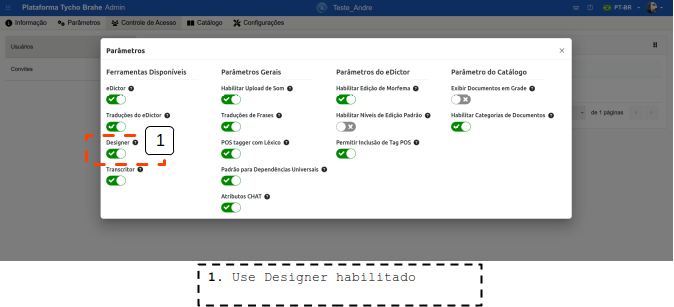 Plataforma Tycho Brahe Admin
Teste_Andre
PT-BR
Informação
Parâmetros
Controle de Acesso
Catálogo
Configurações
Usuários
Convites
de 1 páginas
Parâmetros
Ferramentas Disponíveis
eDictor
Traduções do eDictor
Designer
Transcritor
1
Parâmetros Gerais
Habilitar Upload de Som
Traduções de Frases
POS tagger com Léxico
Padrão para Dependências Universais
Atributos CHAT
Parâmetros do eDictor
Habilitar Edição de Morfema
Habilitar Níveis de Edição Padrão
Permitir Inclusão de Tag POS
Parâmetro do Catálogo
Exibir Documentos em Grade
Habilitar Categorias de Documentos
1. Use Designer habilitado